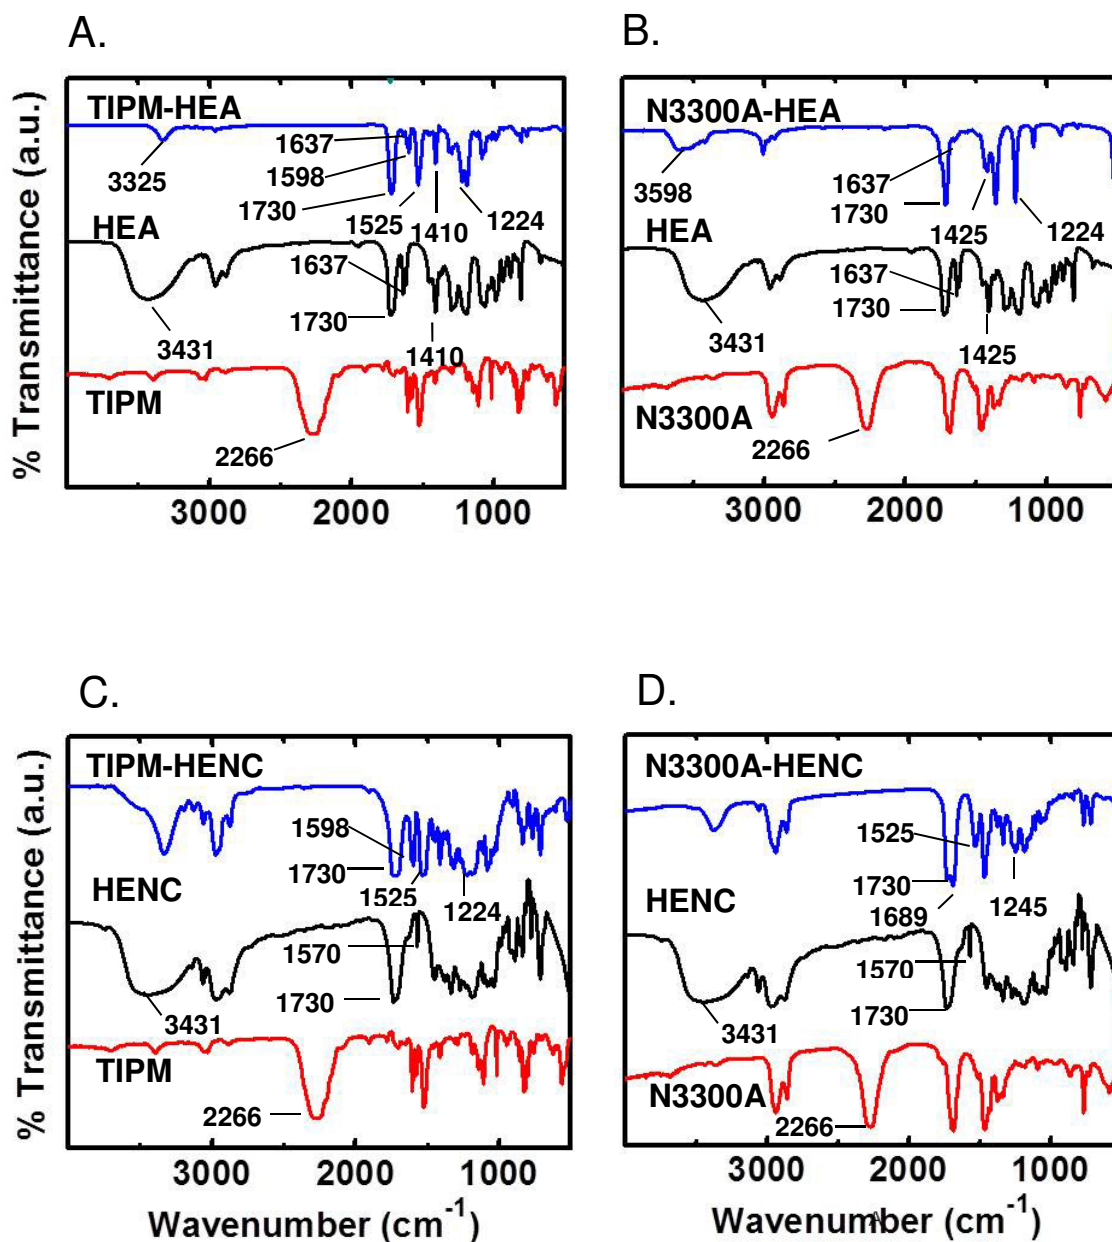 A.
% Transmittance (a.u.)
TIPM-HEA
3325
1637
1598
1730
1525
1410
1224
HEA
3431
1637
1730
1410
TIPM
2266
3000 2000 1000
B.
N3300A-HEA
3598
1637
1730
1425
1224
HEA
3431
1637
1730
1425
N3300A
2266
3000 2000 1000
C.
% Transmittance (a.u.)
TIPM-HENC
1598
1730
1525
1224
HENC
3431
1570
1730
TIPM
2266
3000 2000 1000
Wavenumber (cm⁻¹)
D.
N3300A-HENC
1525
1730
1689
1245
HENC
3431
1570
1730
N3300A
2266
3000 2000 1000
Wavenumber (cm⁻¹)
A